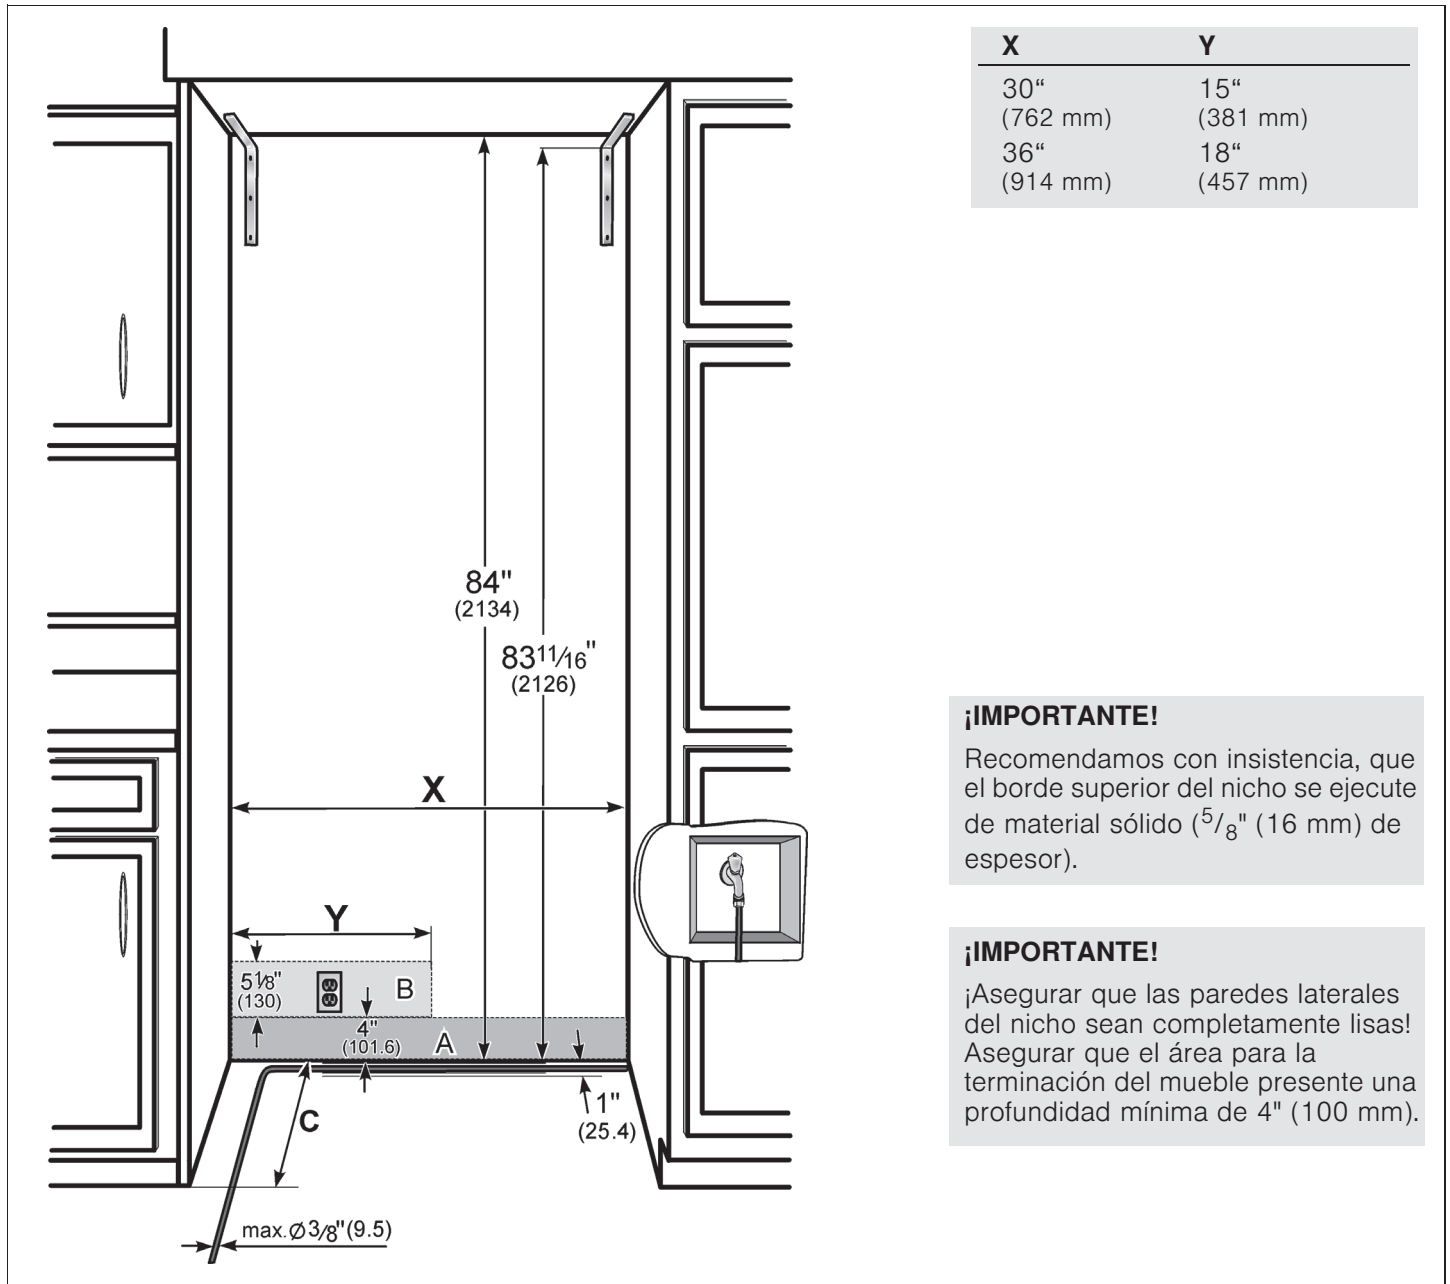 X Y
30“ 15“
(762 mm) (381 mm)
36“ 18“
(914 mm) (457 mm)
84"
(2134)
83 11/16"
(2126)
X
¡IMPORTANTE!
Recomendamos con insistencia, que
el borde superior del nicho se ejecute
de material sólido (5/8" (16 mm) de
espesor).
Y
5 1/8"
(130)
B
4"
(101.6)
A
¡IMPORTANTE!
¡Asegurar que las paredes laterales
del nicho sean completamente lisas!
Asegurar que el área para la
terminación del mueble presente una
profundidad mínima de 4" (100 mm).
C
1"
(25.4)
max.Ø3/8"(9.5)